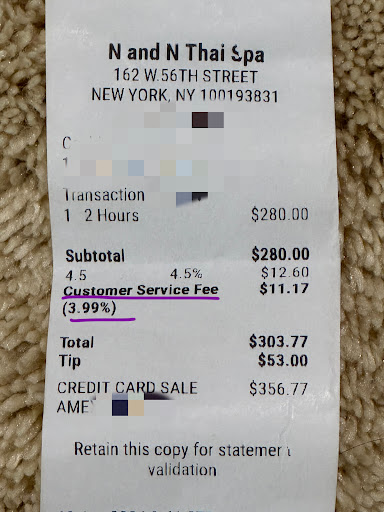 N and N Thai Spa
162 W.56TH STREET
NEW YORK, NY 100193831
Transaction
1 2 Hours $280.00
Subtotal $280.00
4.5 4.5% $12.60
Customer Service Fee $11.17
(3.99%)
Total $303.77
Tip $53.00
CREDIT CARD SALE $356.77
AME
Retain this copy for statement
validation